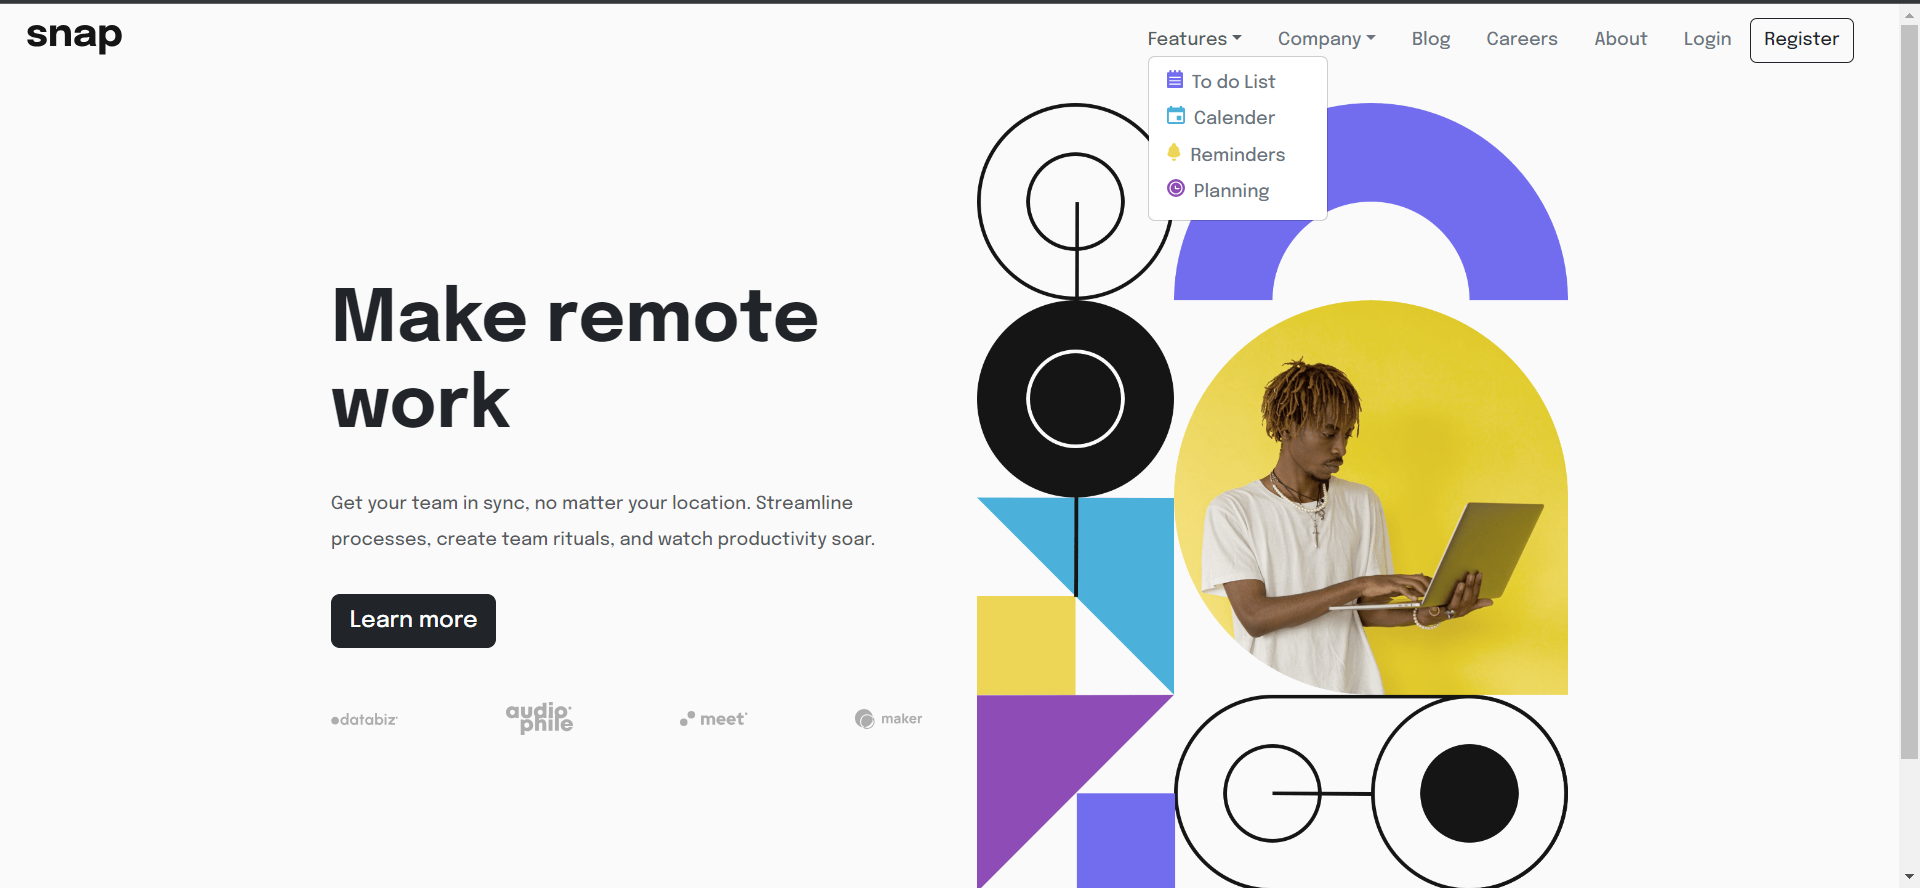 snap
Features Company Blog Careers About Login Register
To do List
Calender
Reminders
Planning
Make remote
work
Get your team in sync, no matter your location. Streamline
processes, create team rituals, and watch productivity soar.
Learn more
databiz audiophile meet maker